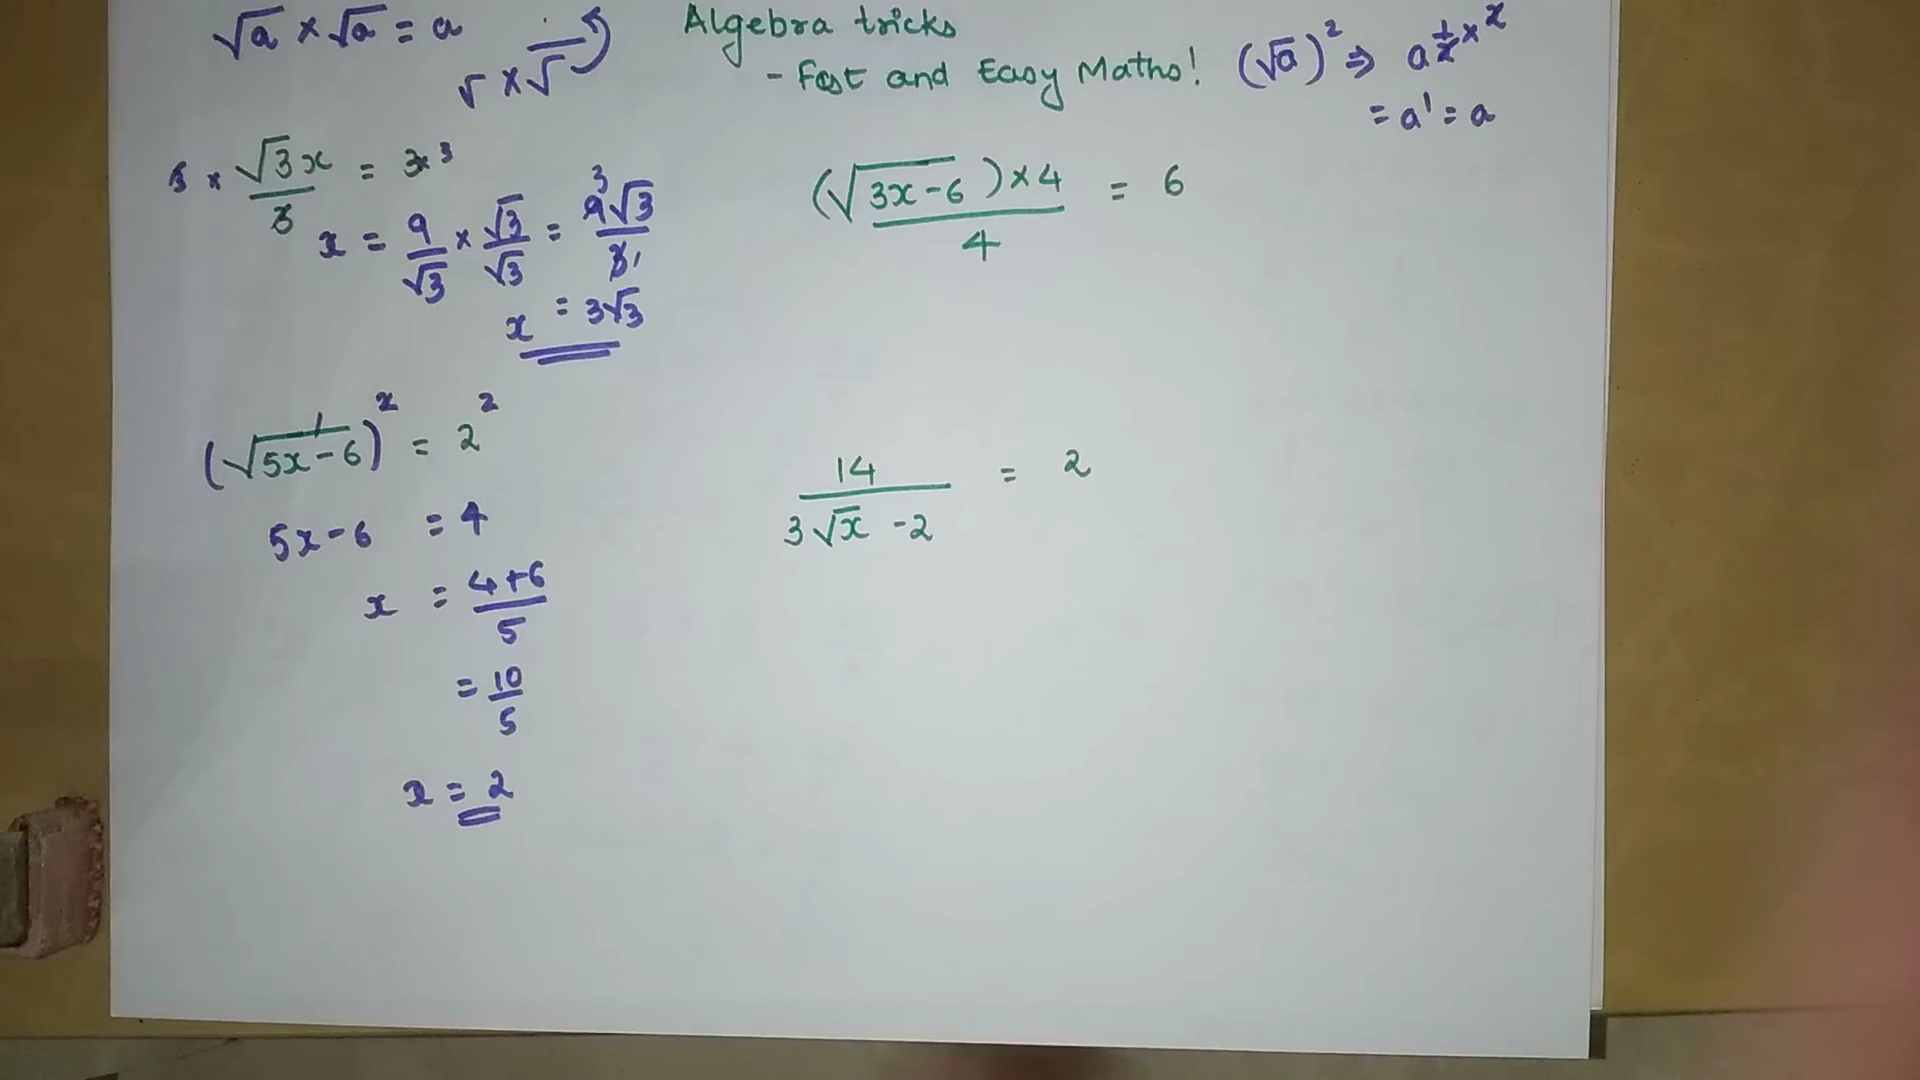 √a × √a = a
√ × √
Algebra tricks
- Fast and Easy Maths!
(√a)² ⇒ a^(1/2 × 2)
= a¹ = a
3 × √3x / 3 = 3×3
x = 9/√3 × √3/√3 = 9√3/3
3
1
x = 3√3
(√5x-6)² = 2²
5x-6 = 4
x = 4+6 / 5
= 10/5
x = 2
(√3x-6) × 4 / 4 = 6
14 / 3√x -2 = 2